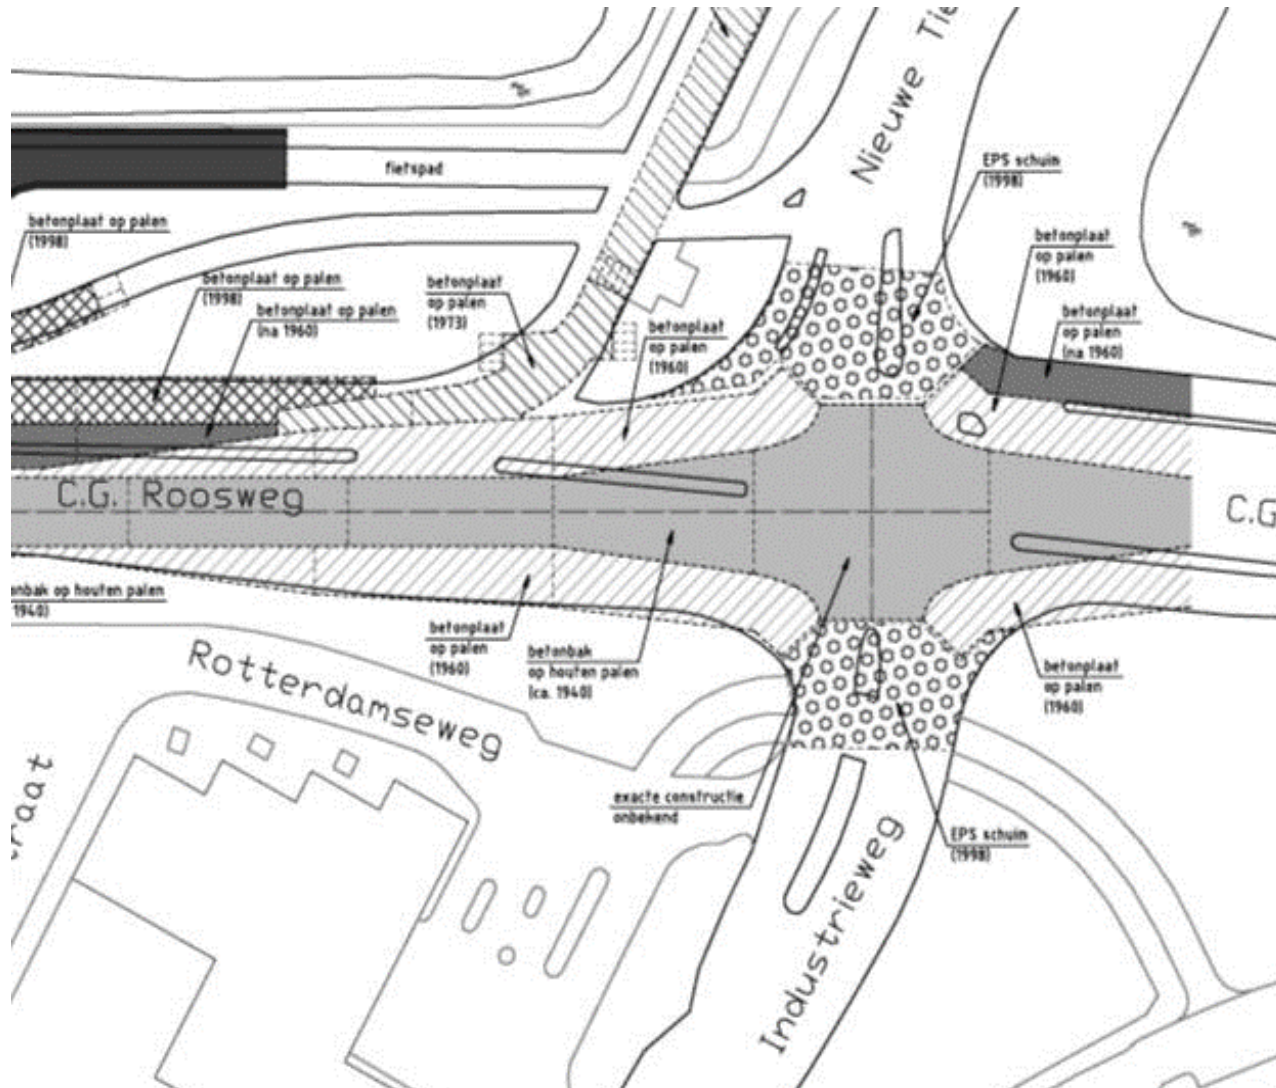 Nieuwe Tie
fietspad
EPS schuim
(1998)
betonplaat op palen
(1998)
betonplaat op palen
(1998)
betonplaat op palen
(na 1960)
betonplaat
op palen
(1973)
betonplaat
op palen
(1960)
betonplaat
op palen
(1960)
betonplaat
op palen
(na 1960)
C.G. Roosweg
C.G
nbak op houten palen
1940)
betonplaat
op palen
(1960)
betonbak
op houten palen
(ca. 1940)
betonplaat
op palen
(1960)
Rotterdamseweg
raat
exacte constructie
onbekend
EPS schuim
(1998)
Industrieweg